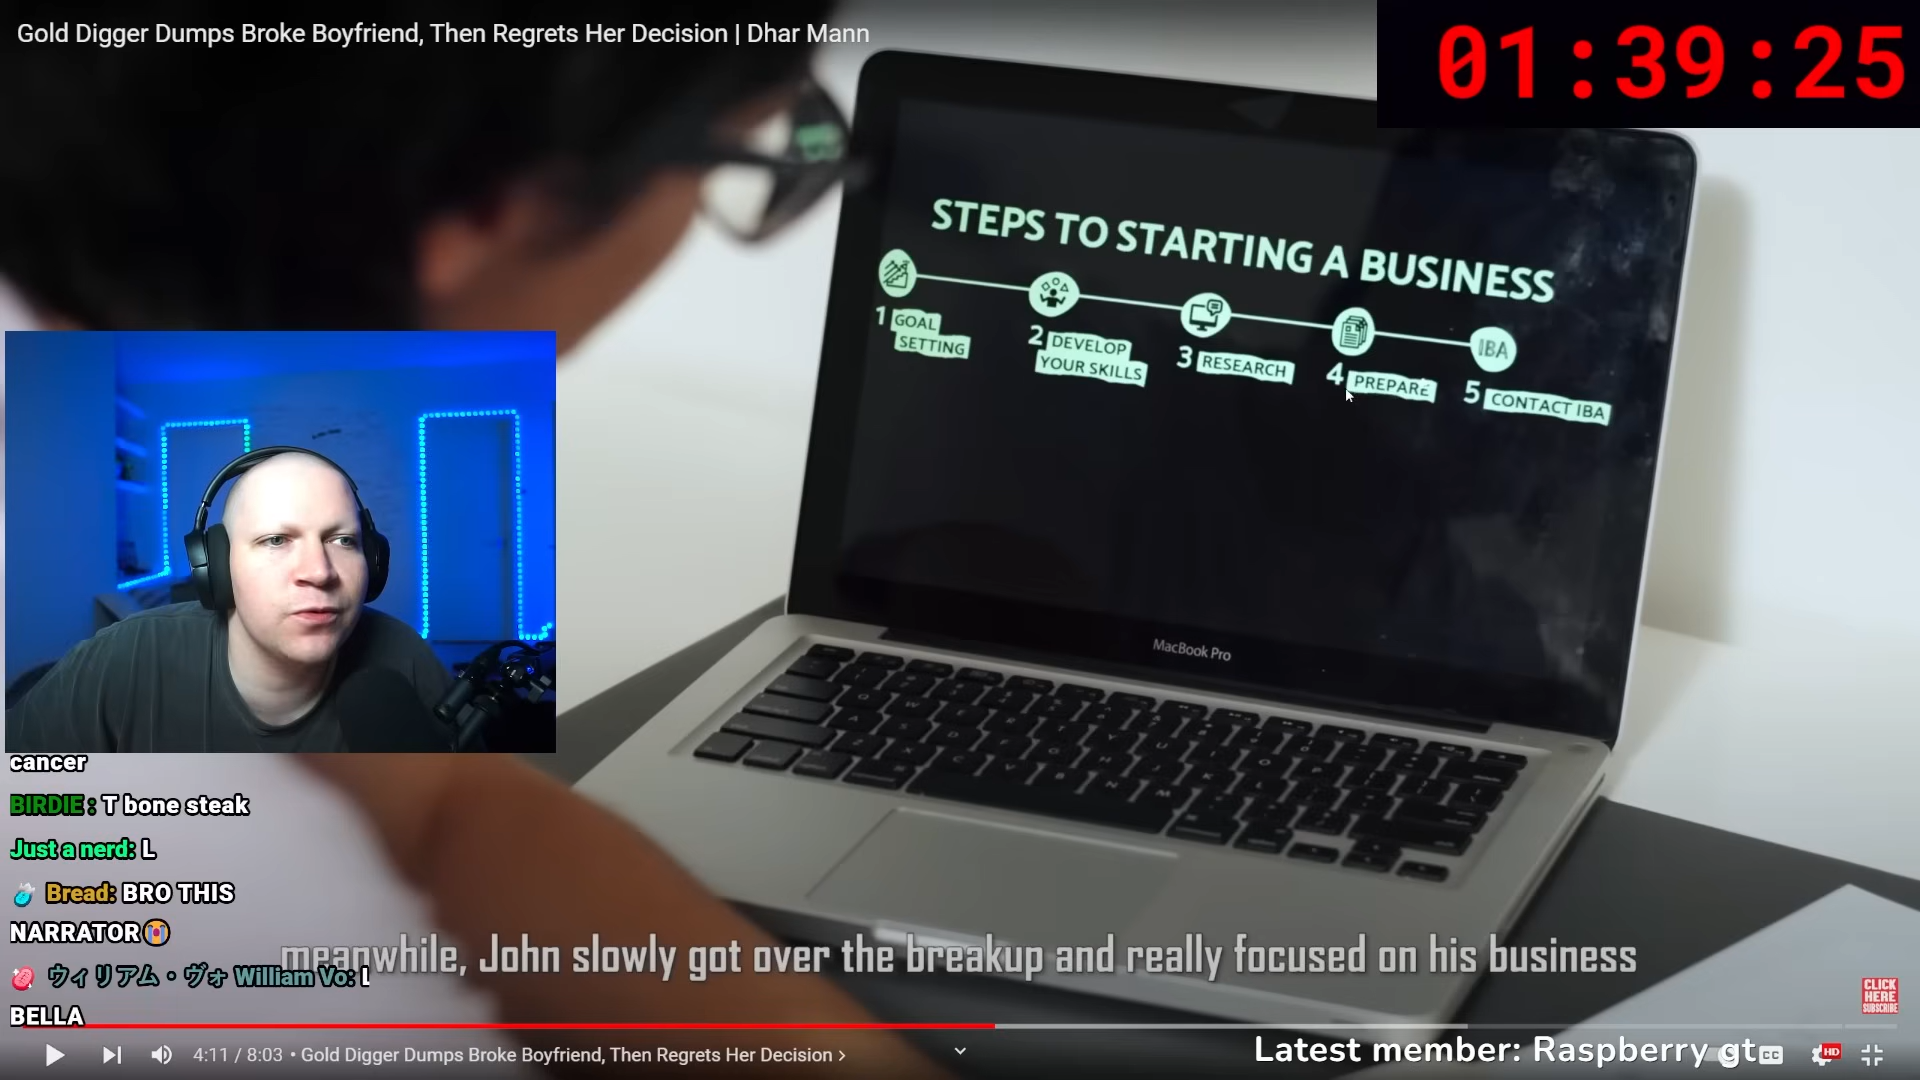 Gold Digger Dumps Broke Boyfriend, Then Regrets Her Decision | Dhar Mann
01:39:25
STEPS TO STARTING A BUSINESS
1 GOAL SETTING
2 DEVELOP YOUR SKILLS
3 RESEARCH
4 PREPARE
IBA
5 CONTACT IBA
MacBook Pro
cancer
BIRDIE: T bone steak
Just a nerd: L
Bread: BRO THIS
NARRATOR😭
ウィリアム・ヴォ William Vo: L
BELLA
meanwhile, John slowly got over the breakup and really focused on his business
CLICK
HERE
SUBSCRIBE
4:11 / 8:03 • Gold Digger Dumps Broke Boyfriend, Then Regrets Her Decision >
Latest member: Raspberry gt
CC
HD